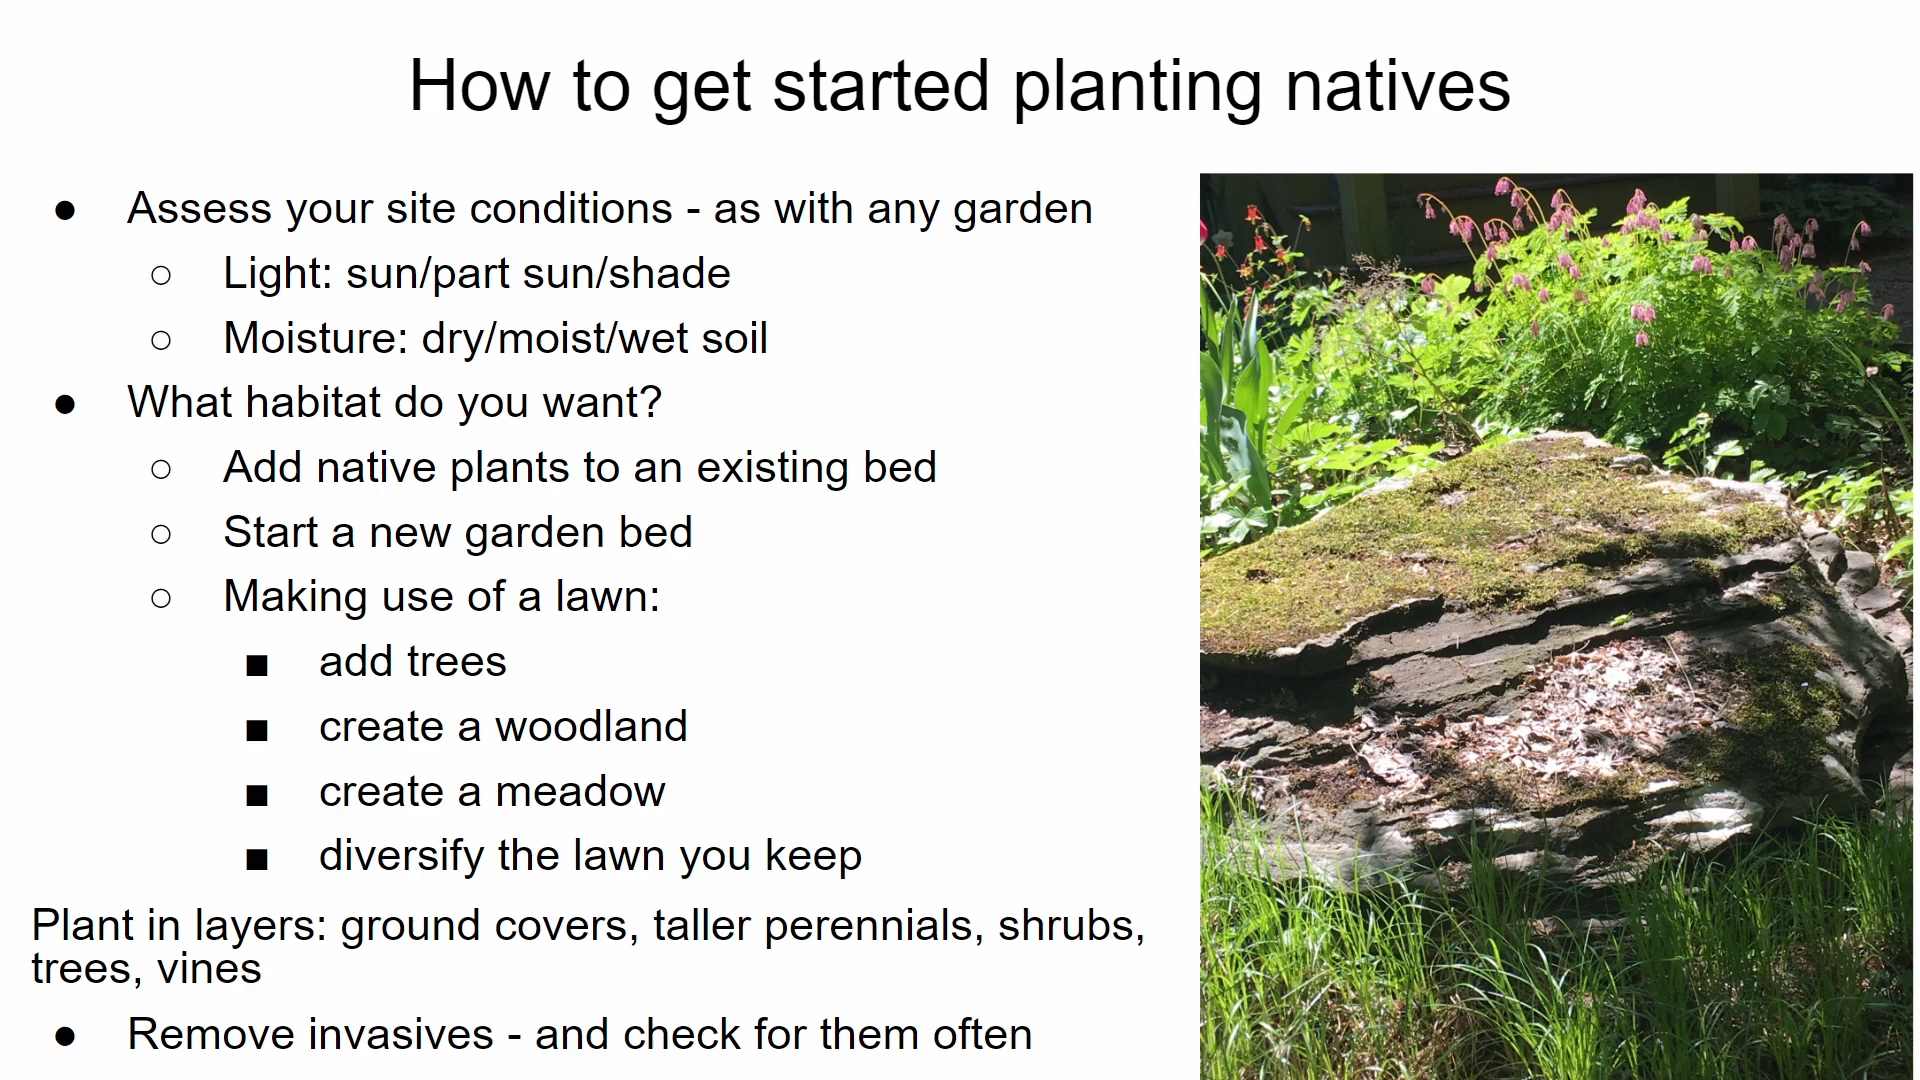 How to get started planting natives
● Assess your site conditions - as with any garden
○ Light: sun/part sun/shade
○ Moisture: dry/moist/wet soil
● What habitat do you want?
○ Add native plants to an existing bed
○ Start a new garden bed
○ Making use of a lawn:
■ add trees
■ create a woodland
■ create a meadow
■ diversify the lawn you keep
Plant in layers: ground covers, taller perennials, shrubs,
trees, vines
● Remove invasives - and check for them often